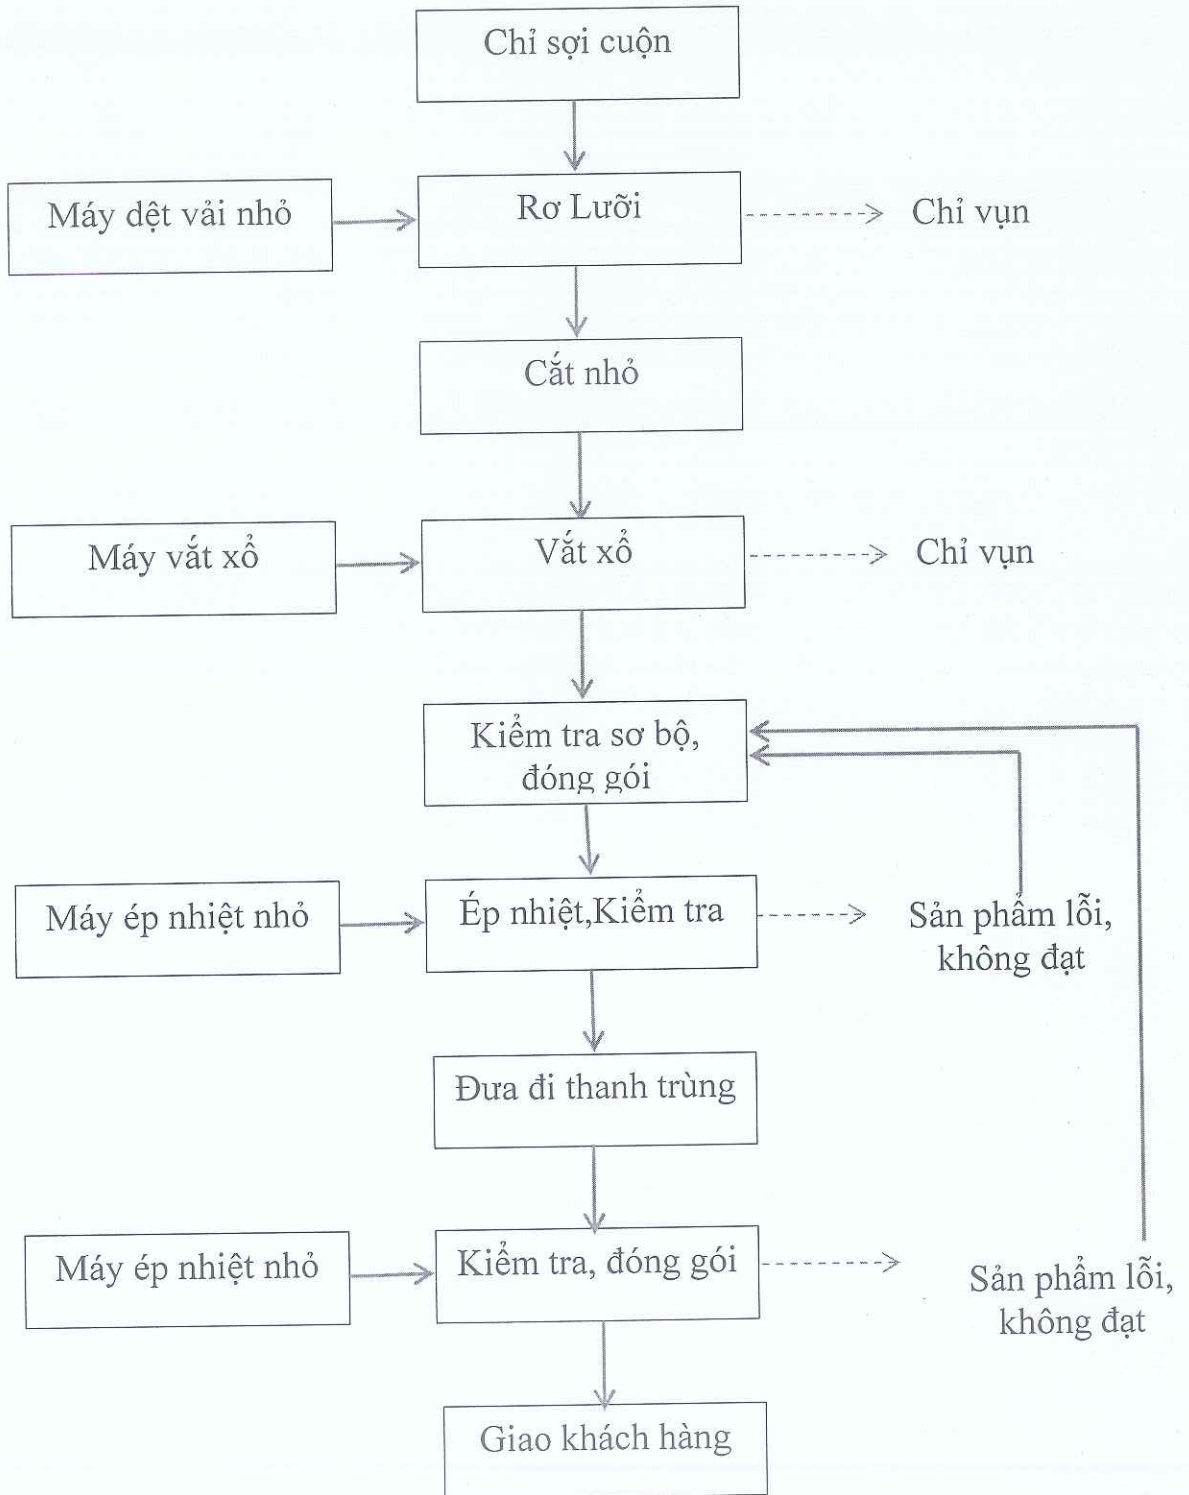 Chỉ sợi cuộn
Máy dệt vải nhỏ
Rơ Lưỡi
Chỉ vụn
Cắt nhỏ
Máy vắt xổ
Vắt xổ
Chỉ vụn
Kiểm tra sơ bộ,
đóng gói
Máy ép nhiệt nhỏ
Ép nhiệt,Kiểm tra
Sản phẩm lỗi,
không đạt
Đưa đi thanh trùng
Máy ép nhiệt nhỏ
Kiểm tra, đóng gói
Sản phẩm lỗi,
không đạt
Giao khách hàng